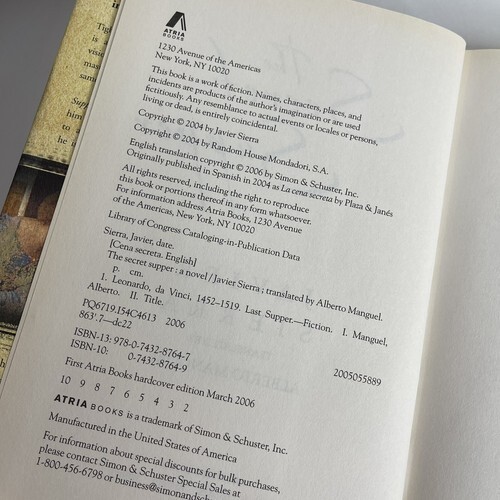 ATRIA
BOOKS
1230 Avenue of the Americas
New York, NY 10020
This book is a work of fiction. Names, characters, places, and
incidents are products of the author's imagination or are used
fictitiously. Any resemblance to actual events or locales or persons,
living or dead, is entirely coincidental.
Copyright © 2004 by Javier Sierra
Copyright © 2004 by Random House Mondadori, S.A.
English translation copyright © 2006 by Simon & Schuster, Inc.
Originally published in Spanish in 2004 as La cena secreta by Plaza & Janés
All rights reserved, including the right to reproduce
this book or portions thereof in any form whatsoever.
For information address Atria Books, 1230 Avenue
of the Americas, New York, NY 10020
Library of Congress Cataloging-in-Publication Data
Sierra, Javier, date.
[Cena secreta. English]
The secret supper : a novel / Javier Sierra ; translated by Alberto Manguel.
p. cm.
1. Leonardo, da Vinci, 1452–1519. Last Supper.—Fiction. I. Manguel,
Alberto. II. Title.
PQ6719.I54C4613 2006
863'.7—dc22 2005055889
ISBN-13: 978-0-7432-8764-7
ISBN-10: 0-7432-8764-9
First Atria Books hardcover edition March 2006
10 9 8 7 6 5 4 3 2
ATRIA BOOKS is a trademark of Simon & Schuster, Inc.
Manufactured in the United States of America
For information about special discounts for bulk purchases,
please contact Simon & Schuster Special Sales at
1-800-456-6798 or business@simonandsch